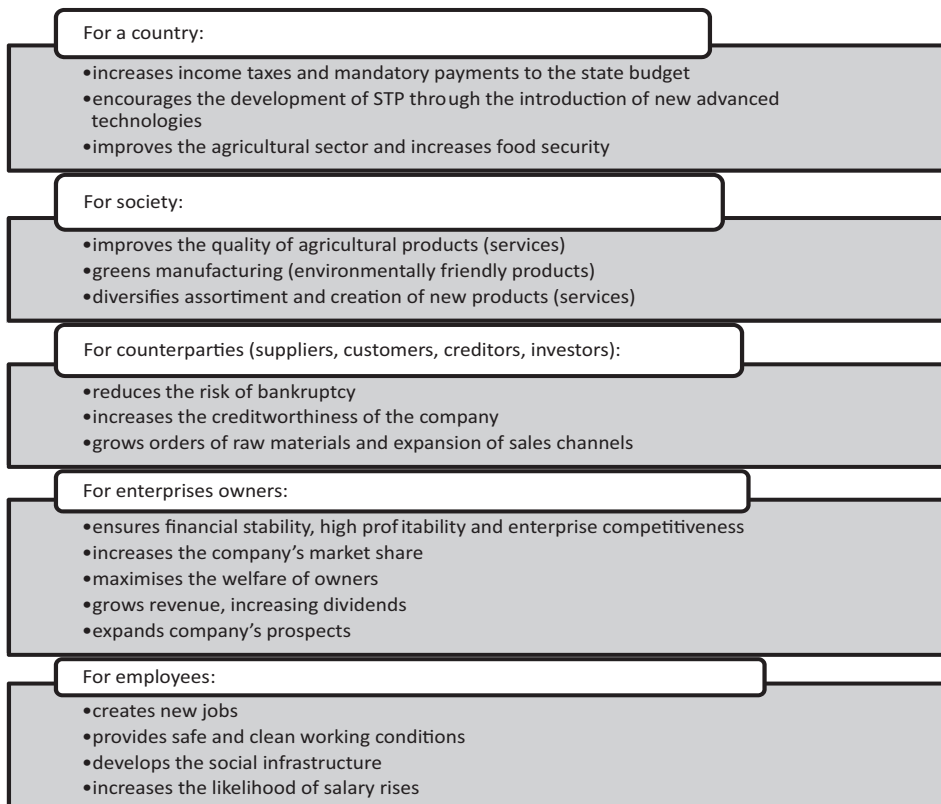 For a country:
•increases income taxes and mandatory payments to the state budget
•encourages the development of STP through the introduction of new advanced
technologies
•improves the agricultural sector and increases food security
For society:
•improves the quality of agricultural products (services)
•greens manufacturing (environmentally friendly products)
•diversifies assortment and creation of new products (services)
For counterparties (suppliers, customers, creditors, investors):
•reduces the risk of bankruptcy
•increases the creditworthiness of the company
•grows orders of raw materials and expansion of sales channels
For enterprises owners:
•ensures financial stability, high profitability and enterprise competitiveness
•increases the company’s market share
•maximises the welfare of owners
•grows revenue, increasing dividends
•expands company’s prospects
For employees:
•creates new jobs
•provides safe and clean working conditions
•develops the social infrastructure
•increases the likelihood of salary rises